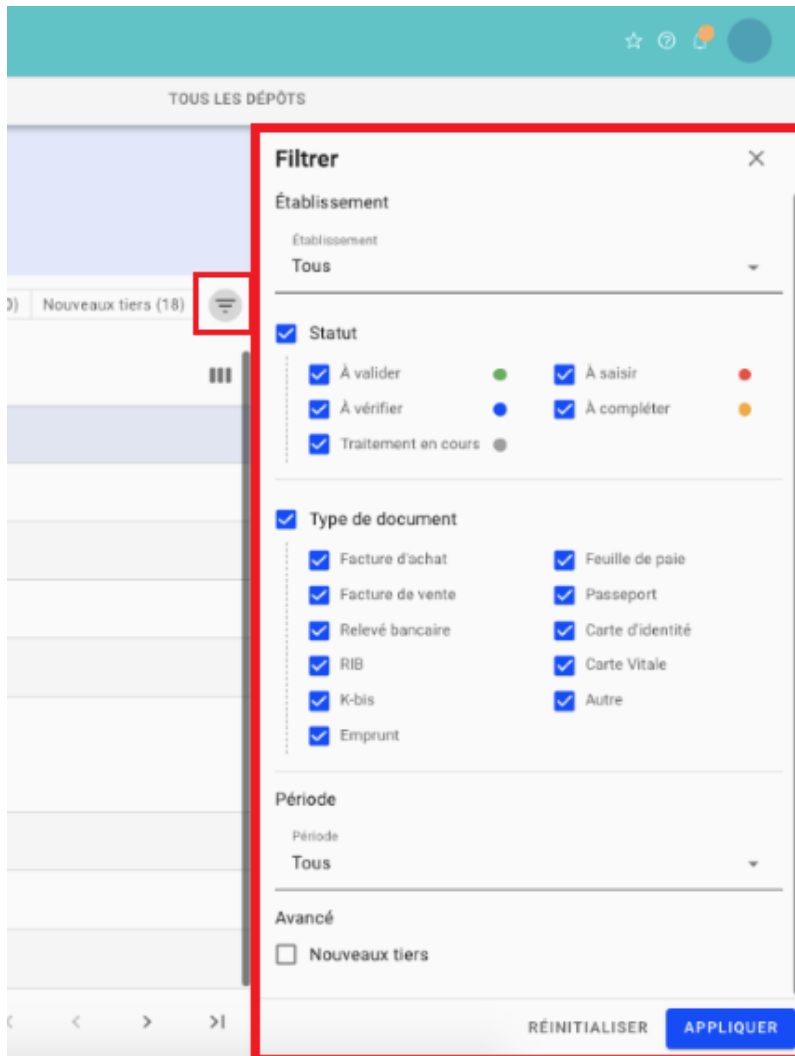 TOUS LES DÉPÔTS
Filtrer
Établissement
Établissement
Tous
0) Nouveaux tiers (18)
Statut
À valider À saisir
À vérifier À compléter
Traitement en cours
Type de document
Facture d'achat Feuille de paie
Facture de vente Passeport
Relevé bancaire Carte d'identité
RIB Carte Vitale
K-bis Autre
Emprunt
Période
Période
Tous
Avancé
Nouveaux tiers
RÉINITIALISER APPLIQUER